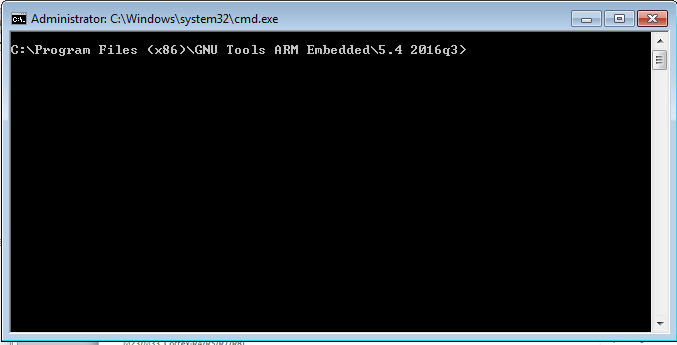 Administrator: C:\Windows\system32\cmd.exe
C:\Program Files (x86)\GNU Tools ARM Embedded\5.4 2016q3>